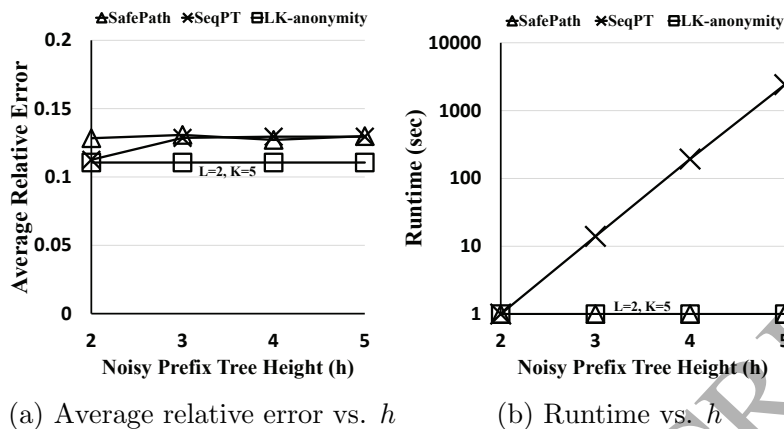 SafePath SeqPT LK-anonymity
0.2
0.15
0.1
0.05
0
Average Relative Error
L=2, K=5
2 3 4 5
Noisy Prefix Tree Height (h)
(a) Average relative error vs. h
SafePath SeqPT LK-anonymity
10000
1000
100
10
1
Runtime (sec)
L=2, K=5
2 3 4 5
Noisy Prefix Tree Height (h)
(b) Runtime vs. h